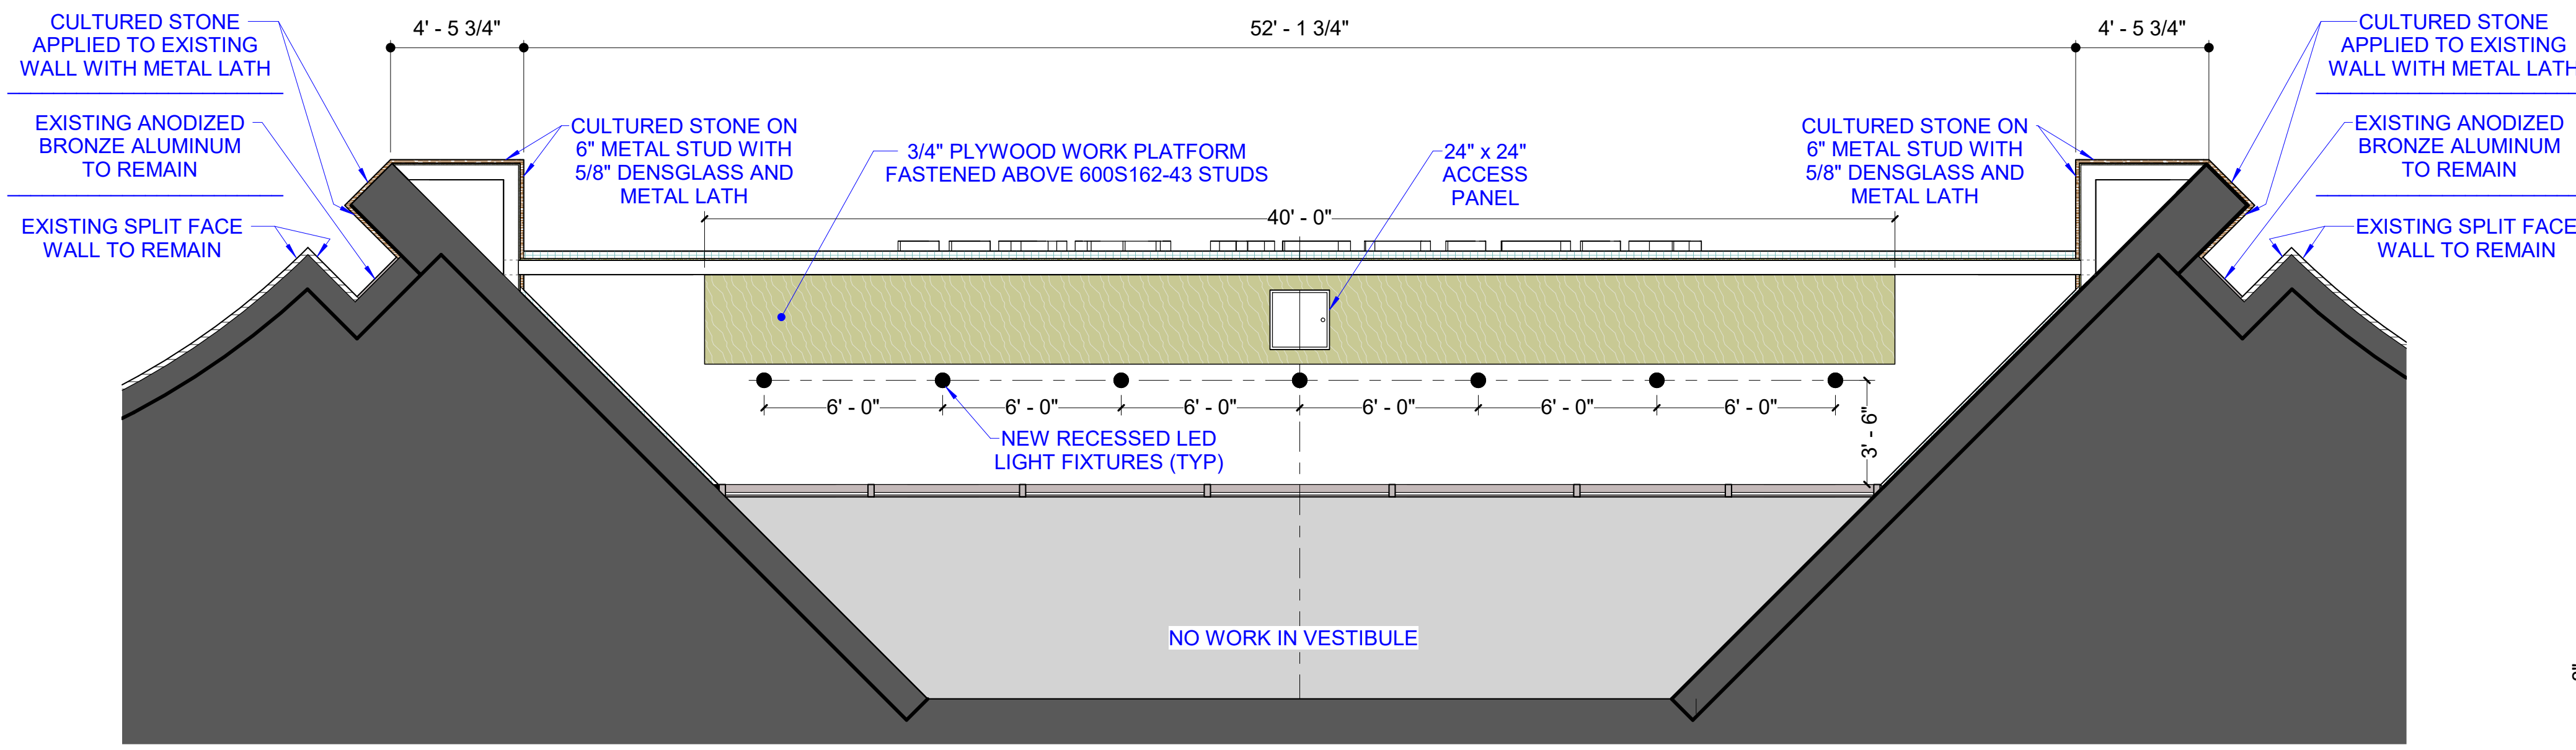 CULTURED STONE
APPLIED TO EXISTING
WALL WITH METAL LATH
EXISTING ANODIZED
BRONZE ALUMINUM
TO REMAIN
EXISTING SPLIT FACE
WALL TO REMAIN
4' - 5 3/4"
52' - 1 3/4"
4' - 5 3/4"
CULTURED STONE ON
6" METAL STUD WITH
5/8" DENSGLASS AND
METAL LATH
3/4" PLYWOOD WORK PLATFORM
FASTENED ABOVE 600S162-43 STUDS
24" x 24"
ACCESS
PANEL
40' - 0"
CULTURED STONE ON
6" METAL STUD WITH
5/8" DENSGLASS AND
METAL LATH
CULTURED STONE
APPLIED TO EXISTING
WALL WITH METAL LATH
EXISTING ANODIZED
BRONZE ALUMINUM
TO REMAIN
EXISTING SPLIT FACE
WALL TO REMAIN
6' - 0"
6' - 0"
6' - 0"
6' - 0"
6' - 0"
6' - 0"
3' - 6"
NEW RECESSED LED
LIGHT FIXTURES (TYP)
NO WORK IN VESTIBULE